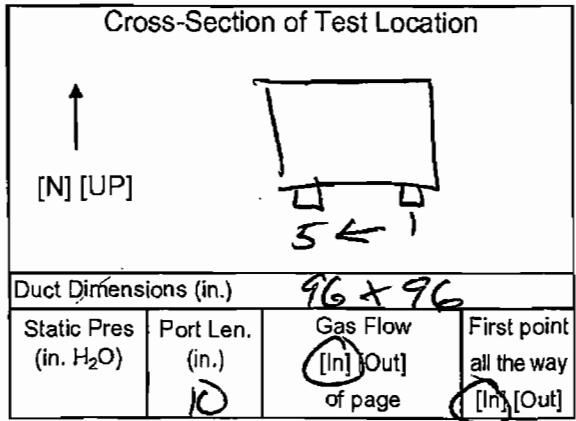 Cross-Section of Test Location
[N] [UP]
5 ← 1
Duct Dimensions (in.) 96 x 96
Static Pres
(in. H₂O)
Port Len.
(in.)
10
Gas Flow
[In] [Out]
of page
First point
all the way
[In] [Out]